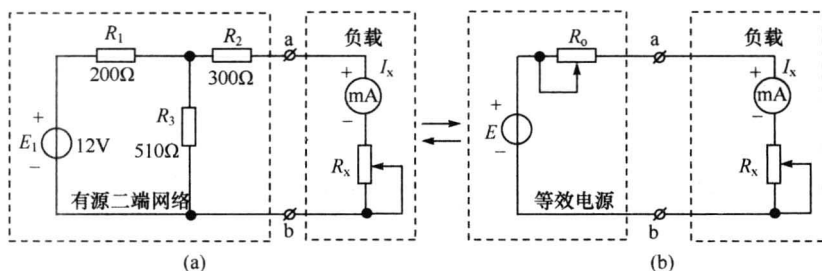 R₁
200Ω
R₂
300Ω
a
负载
+
Iₓ
mA
−
R₃
510Ω
+
E₁
−
12V
Rₓ
有源二端网络
b
(a)
Rₒ
a
负载
+
Iₓ
mA
−
+
E
−
Rₓ
等效电源
b
(b)